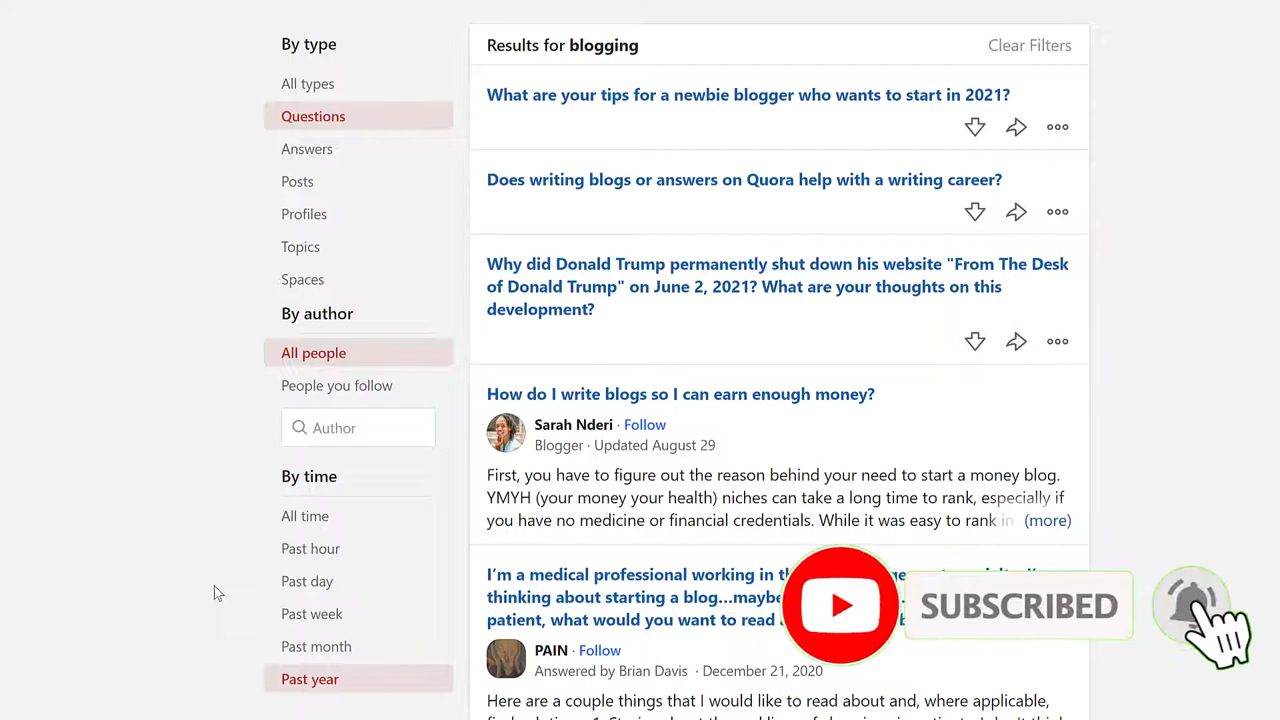 By type
All types
Questions
Answers
Posts
Profiles
Topics
Spaces
By author
All people
People you follow
Author
By time
All time
Past hour
Past day
Past week
Past month
Past year
Results for blogging
Clear Filters
What are your tips for a newbie blogger who wants to start in 2021?
Does writing blogs or answers on Quora help with a writing career?
Why did Donald Trump permanently shut down his website "From The Desk
of Donald Trump" on June 2, 2021? What are your thoughts on this
development?
How do I write blogs so I can earn enough money?
Sarah Nderi · Follow
Blogger · Updated August 29
First, you have to figure out the reason behind your need to start a money blog.
YMYH (your money your health) niches can take a long time to rank, especially if
you have no medicine or financial credentials. While it was easy to rank in (more)
I'm a medical professional working in
thinking about starting a blog...maybe
patient, what would you want to read
SUBSCRIBED
PAIN · Follow
Answered by Brian Davis · December 21, 2020
Here are a couple things that I would like to read about and, where applicable,